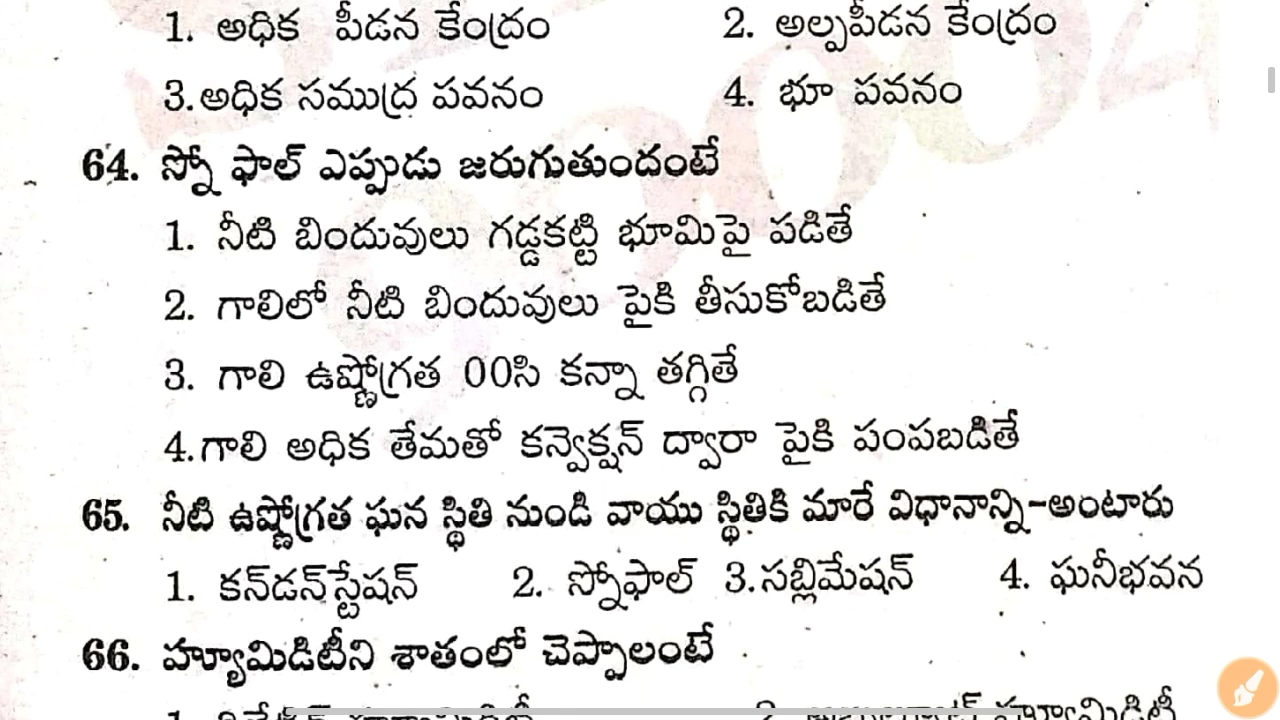 1. అధిక పీడన కేంద్రం 2. అల్పపీడన కేంద్రం
3.అధిక సముద్ర పవనం 4. భూ పవనం
64. స్నో ఫాల్ ఎప్పుడు జరుగుతుందంటే
1. నీటి బిందువులు గడ్డకట్టి భూమిపై పడితే
2. గాలిలో నీటి బిందువులు పైకి తీసుకోబడితే
3. గాలి ఉష్ణోగ్రత 00సి కన్నా తగ్గితే
4.గాలి అధిక తేమతో కన్వెక్షన్ ద్వారా పైకి పంపబడితే
65. నీటి ఉష్ణోగ్రత ఘన స్థితి నుండి వాయు స్థితికి మారే విధానాన్ని-అంటారు
1. కన్‌డన్‌స్టేషన్ 2. స్నోఫాల్ 3.సబ్లిమేషన్ 4. ఘనీభవన
66. హ్యూమిడిటీని శాతంలో చెప్పాలంటే